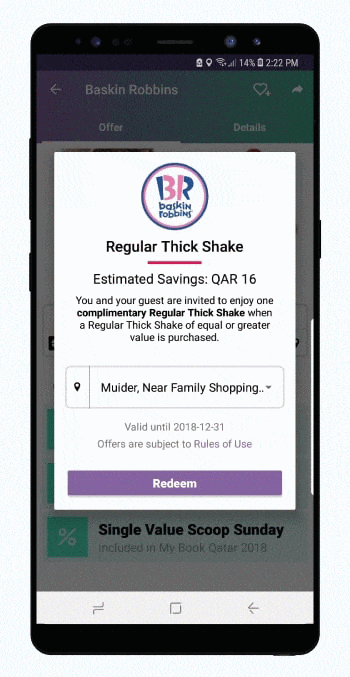 14% 2:22 PM
Baskin Robbins
Offer
Details
BR
baskin
robbins
Regular Thick Shake
Estimated Savings: QAR 16
You and your guest are invited to enjoy one
complimentary Regular Thick Shake when
a Regular Thick Shake of equal or greater
value is purchased.
Muider, Near Family Shopping..
Valid until 2018-12-31
Offers are subject to Rules of Use
Redeem
%
Single Value Scoop Sunday
included in My Book Qatar 2018